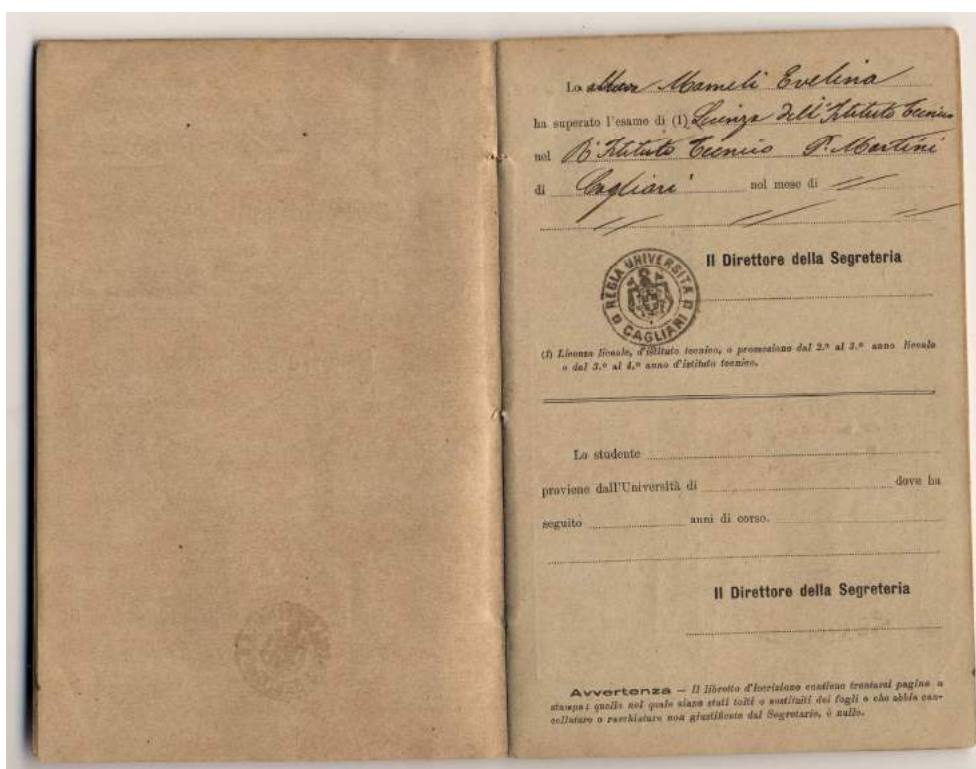 Lo allieva Mameli Evelina
ha superato l'esame di (1) Licenza dell'Istituto Tecnico
nel R.º Istituto Tecnico P. Martini
di Cagliari nel mese di //
// // //
REGIA UNIVERSITA DI CAGLIARI
Il Direttore della Segreteria
(1) Licenza liceale, d'istituto tecnico, o promozione dal 2.º al 3.º anno liceale
o dal 3.º al 4.º anno d'istituto tecnico.
Lo studente
proviene dall'Università di dove ha
seguito anni di corso.
Il Direttore della Segreteria
Avvertenza — Il libretto d'iscrizione contiene trentasei pagine a
stampa: quello nel quale siano stati tolti o sostituiti dei fogli o che abbia can-
cellature o raschiature non giustificate dal Segretario, è nullo.